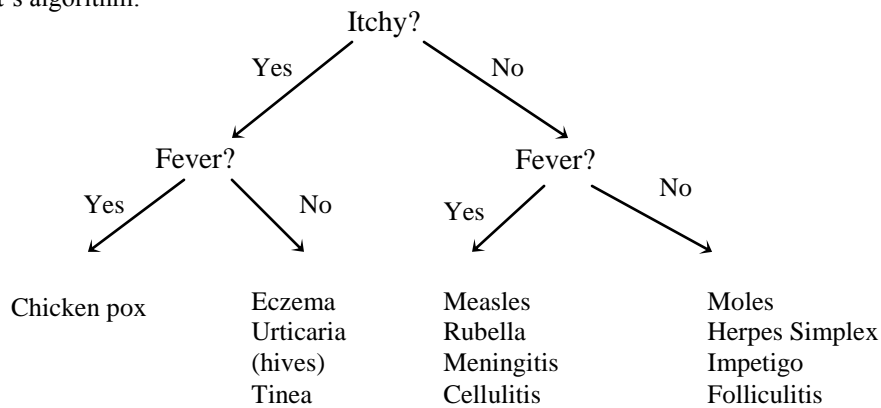 's algorithm.
Itchy?
Yes
No
Fever?
Fever?
Yes
No
Yes
No
Chicken pox
Eczema
Urticaria
(hives)
Tinea
Measles
Rubella
Meningitis
Cellulitis
Moles
Herpes Simplex
Impetigo
Folliculitis